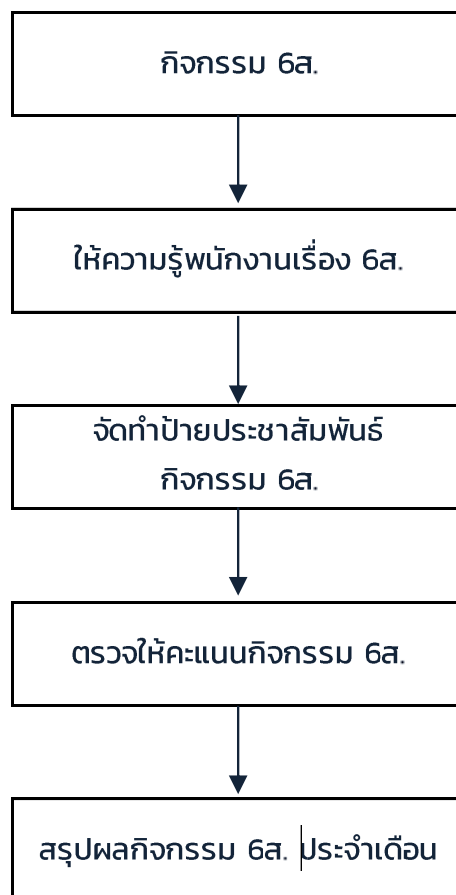 กิจกรรม 6ส.
ให้ความรู้พนักงานเรื่อง 6ส.
จัดทำป้ายประชาสัมพันธ์
กิจกรรม 6ส.
ตรวจให้คะแนนกิจกรรม 6ส.
สรุปผลกิจกรรม 6ส. ประจำเดือน